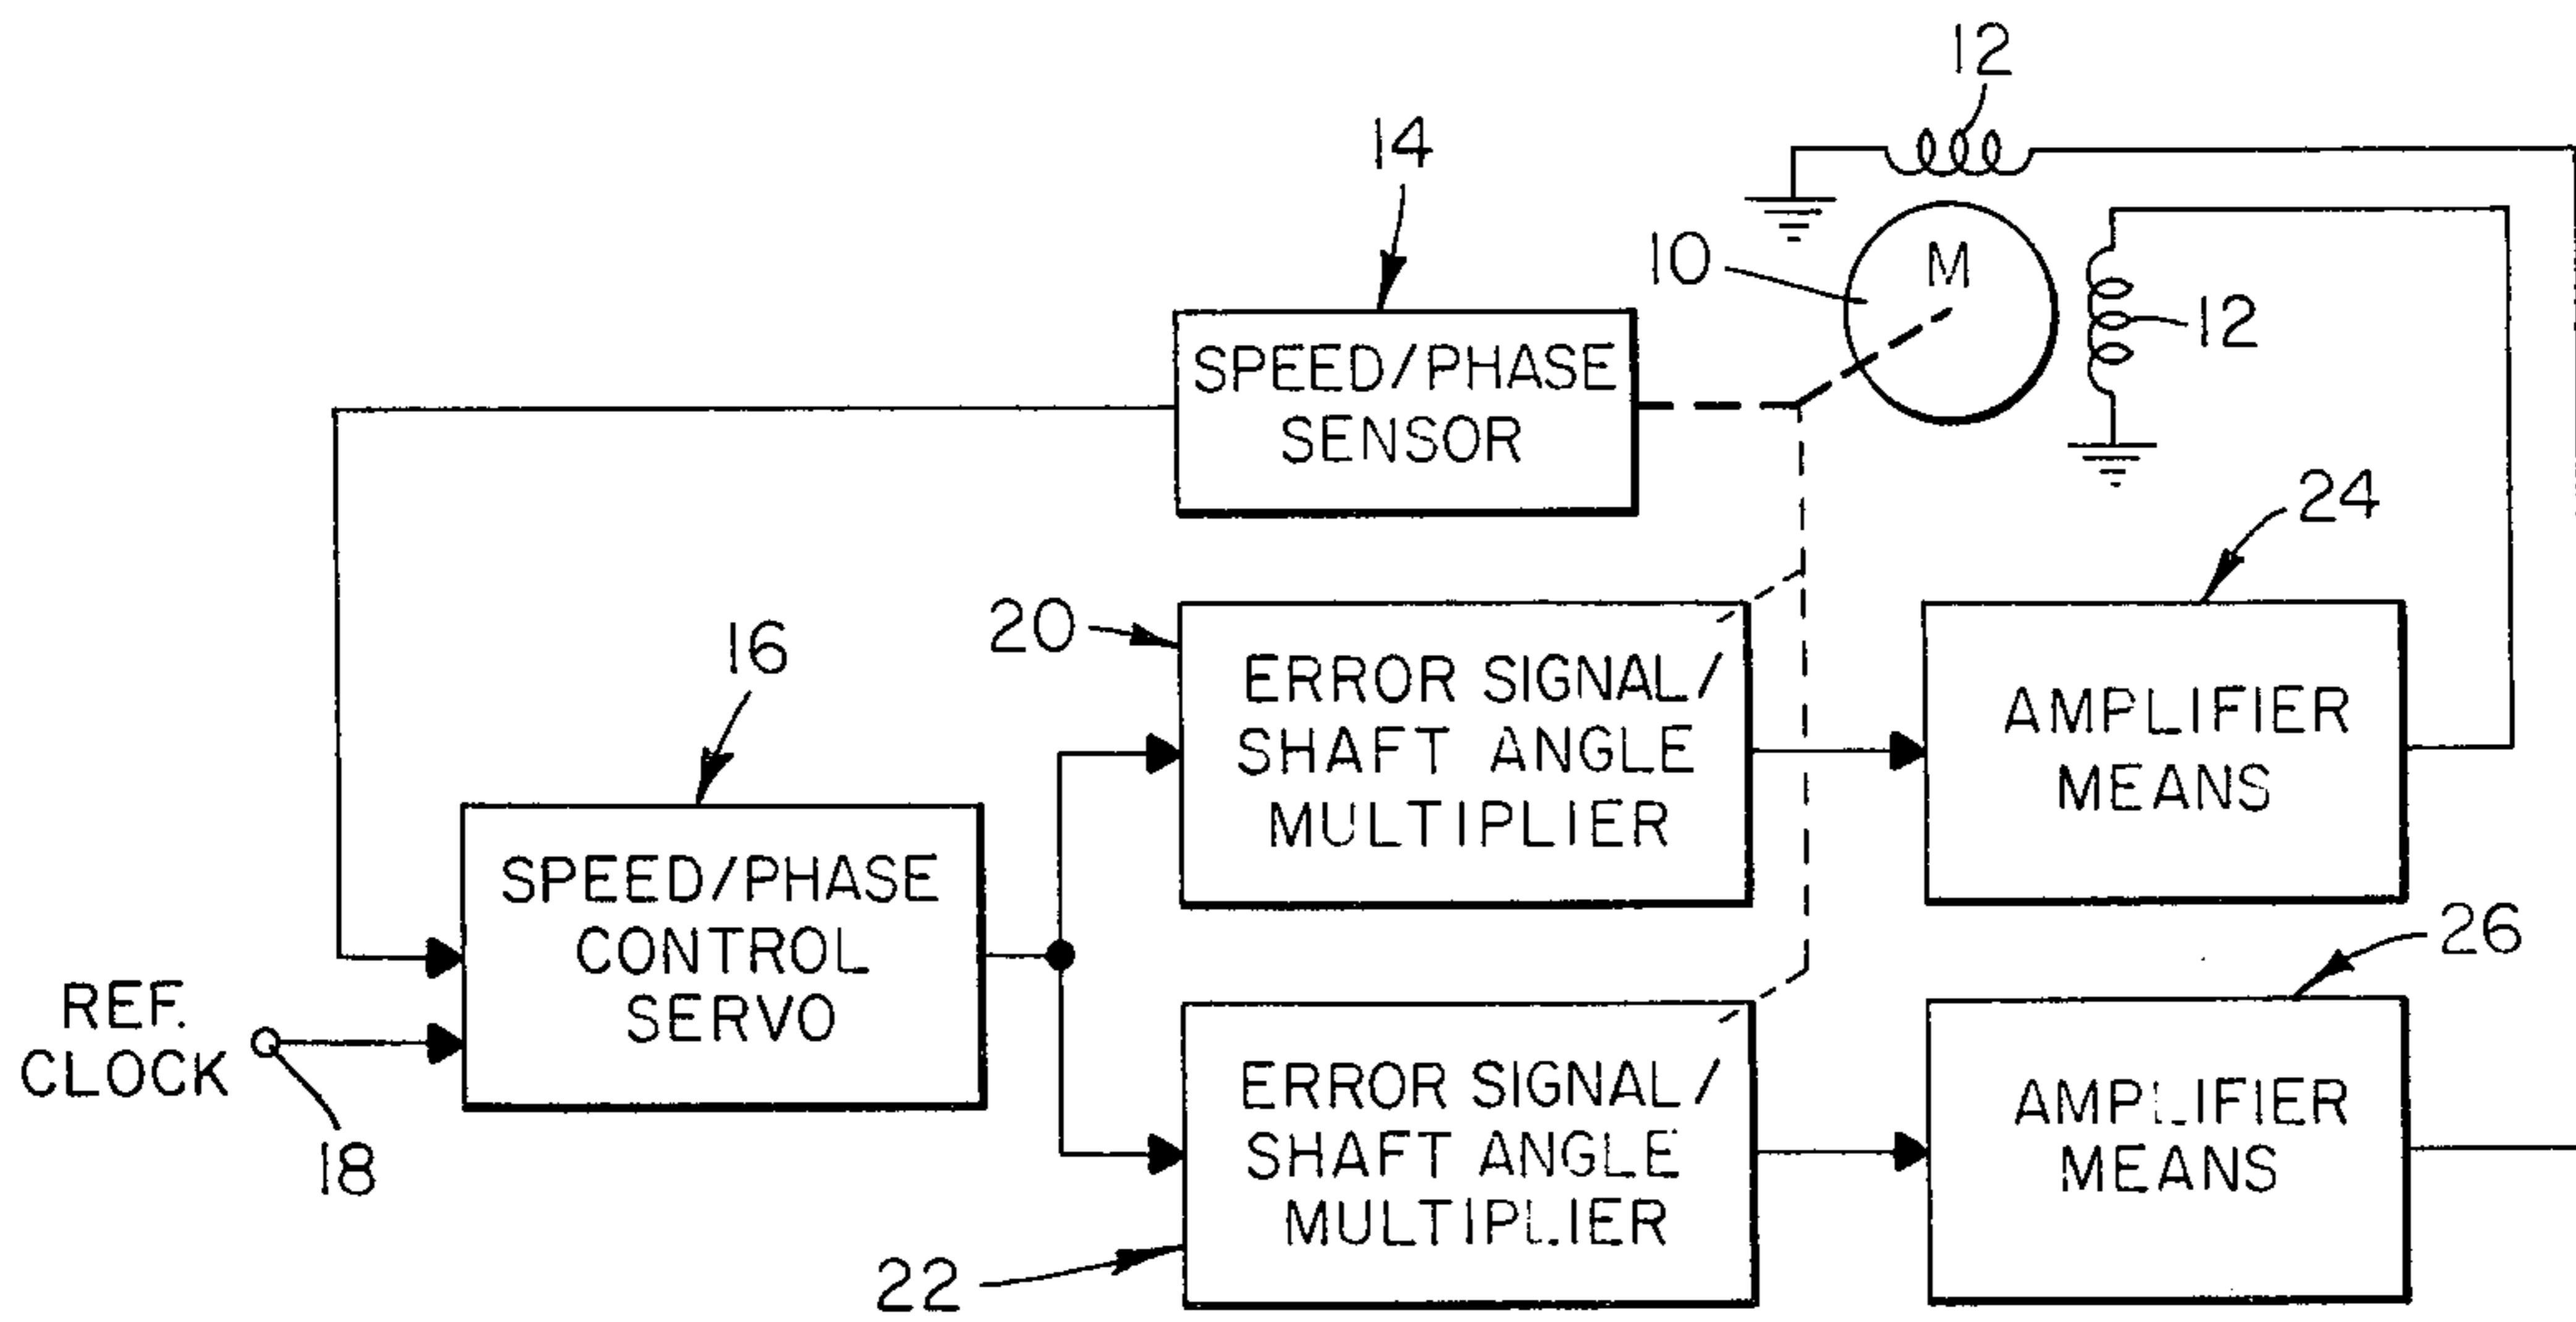 12
14
10
M
12
SPEED/PHASE
SENSOR
24
20
16
ERROR SIGNAL/
SHAFT ANGLE
MULTIPLIER
AMPLIFIER
MEANS
SPEED/PHASE
CONTROL
SERVO
26
REF.
CLOCK
18
ERROR SIGNAL/
SHAFT ANGLE
MULTIPLIER
AMPLIFIER
MEANS
22